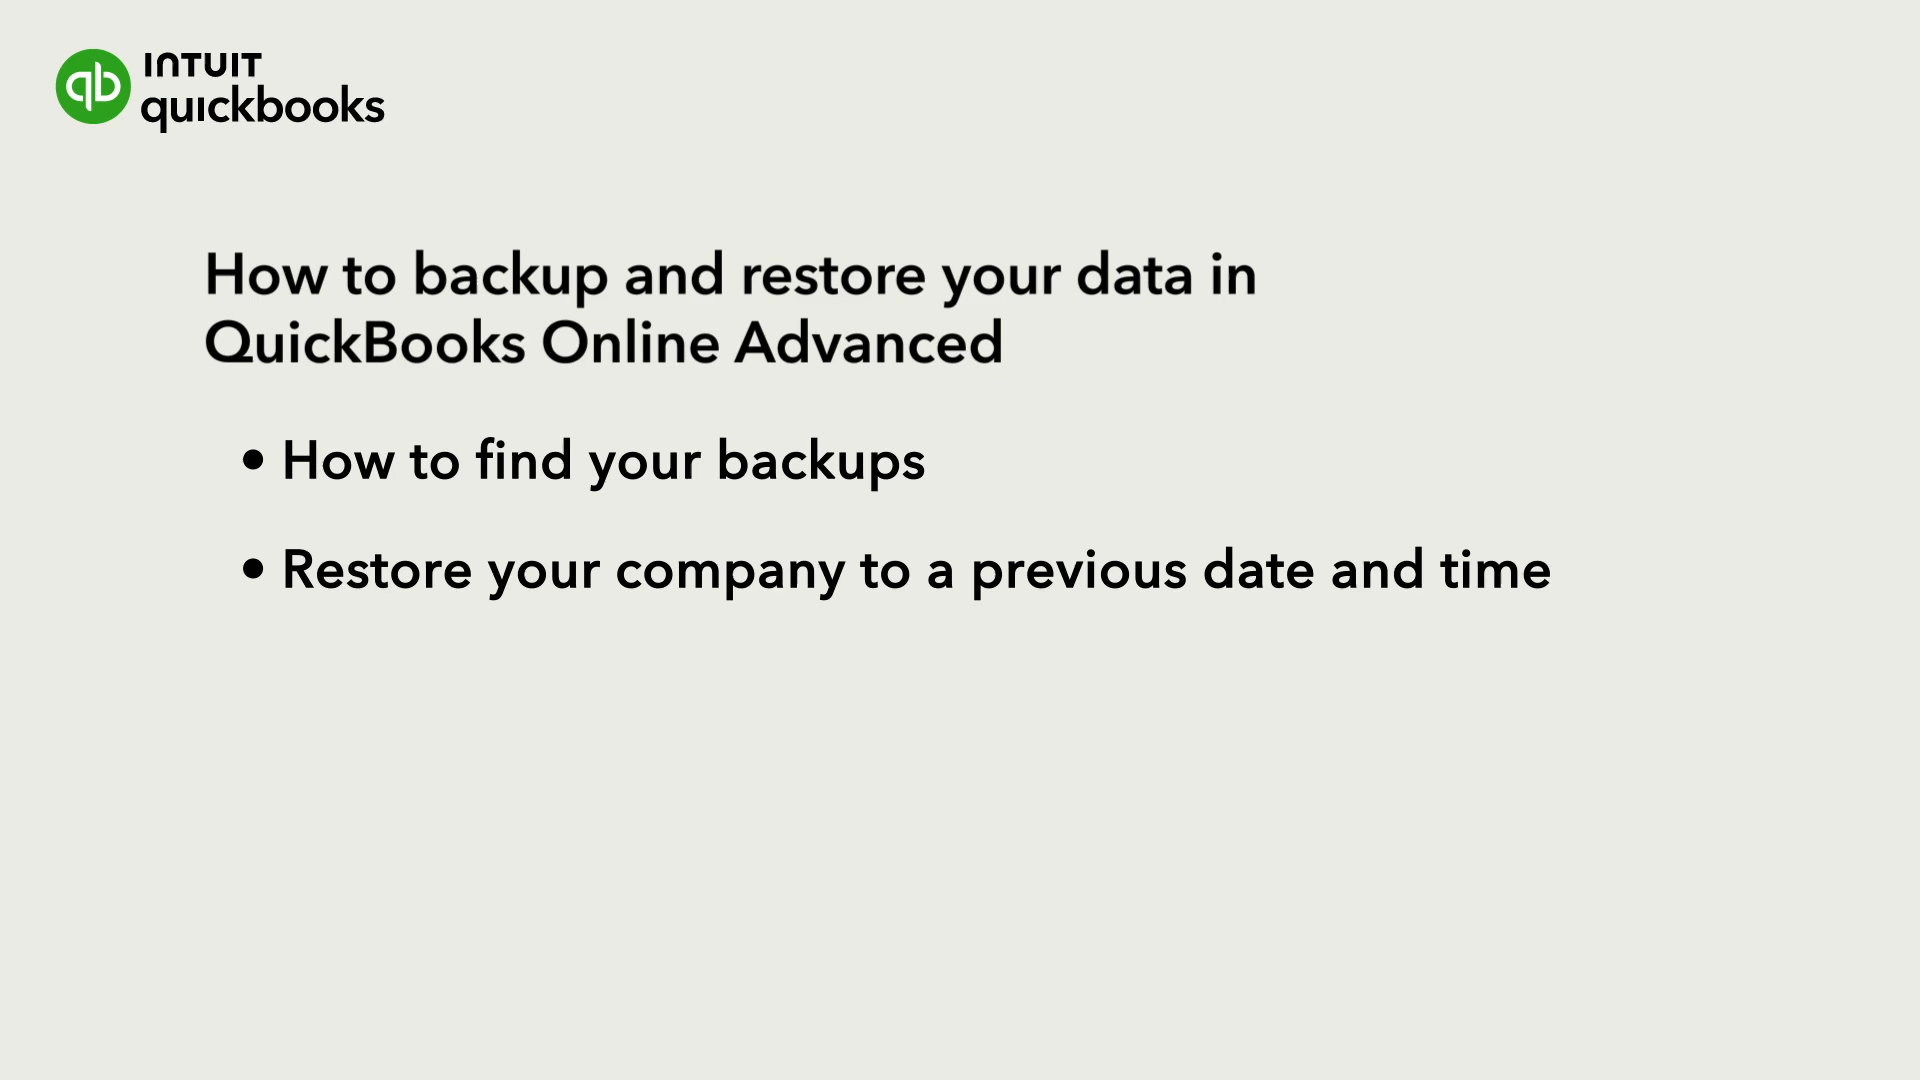 INTUIT
quickbooks
How to backup and restore your data in
QuickBooks Online Advanced
• How to find your backups
• Restore your company to a previous date and time